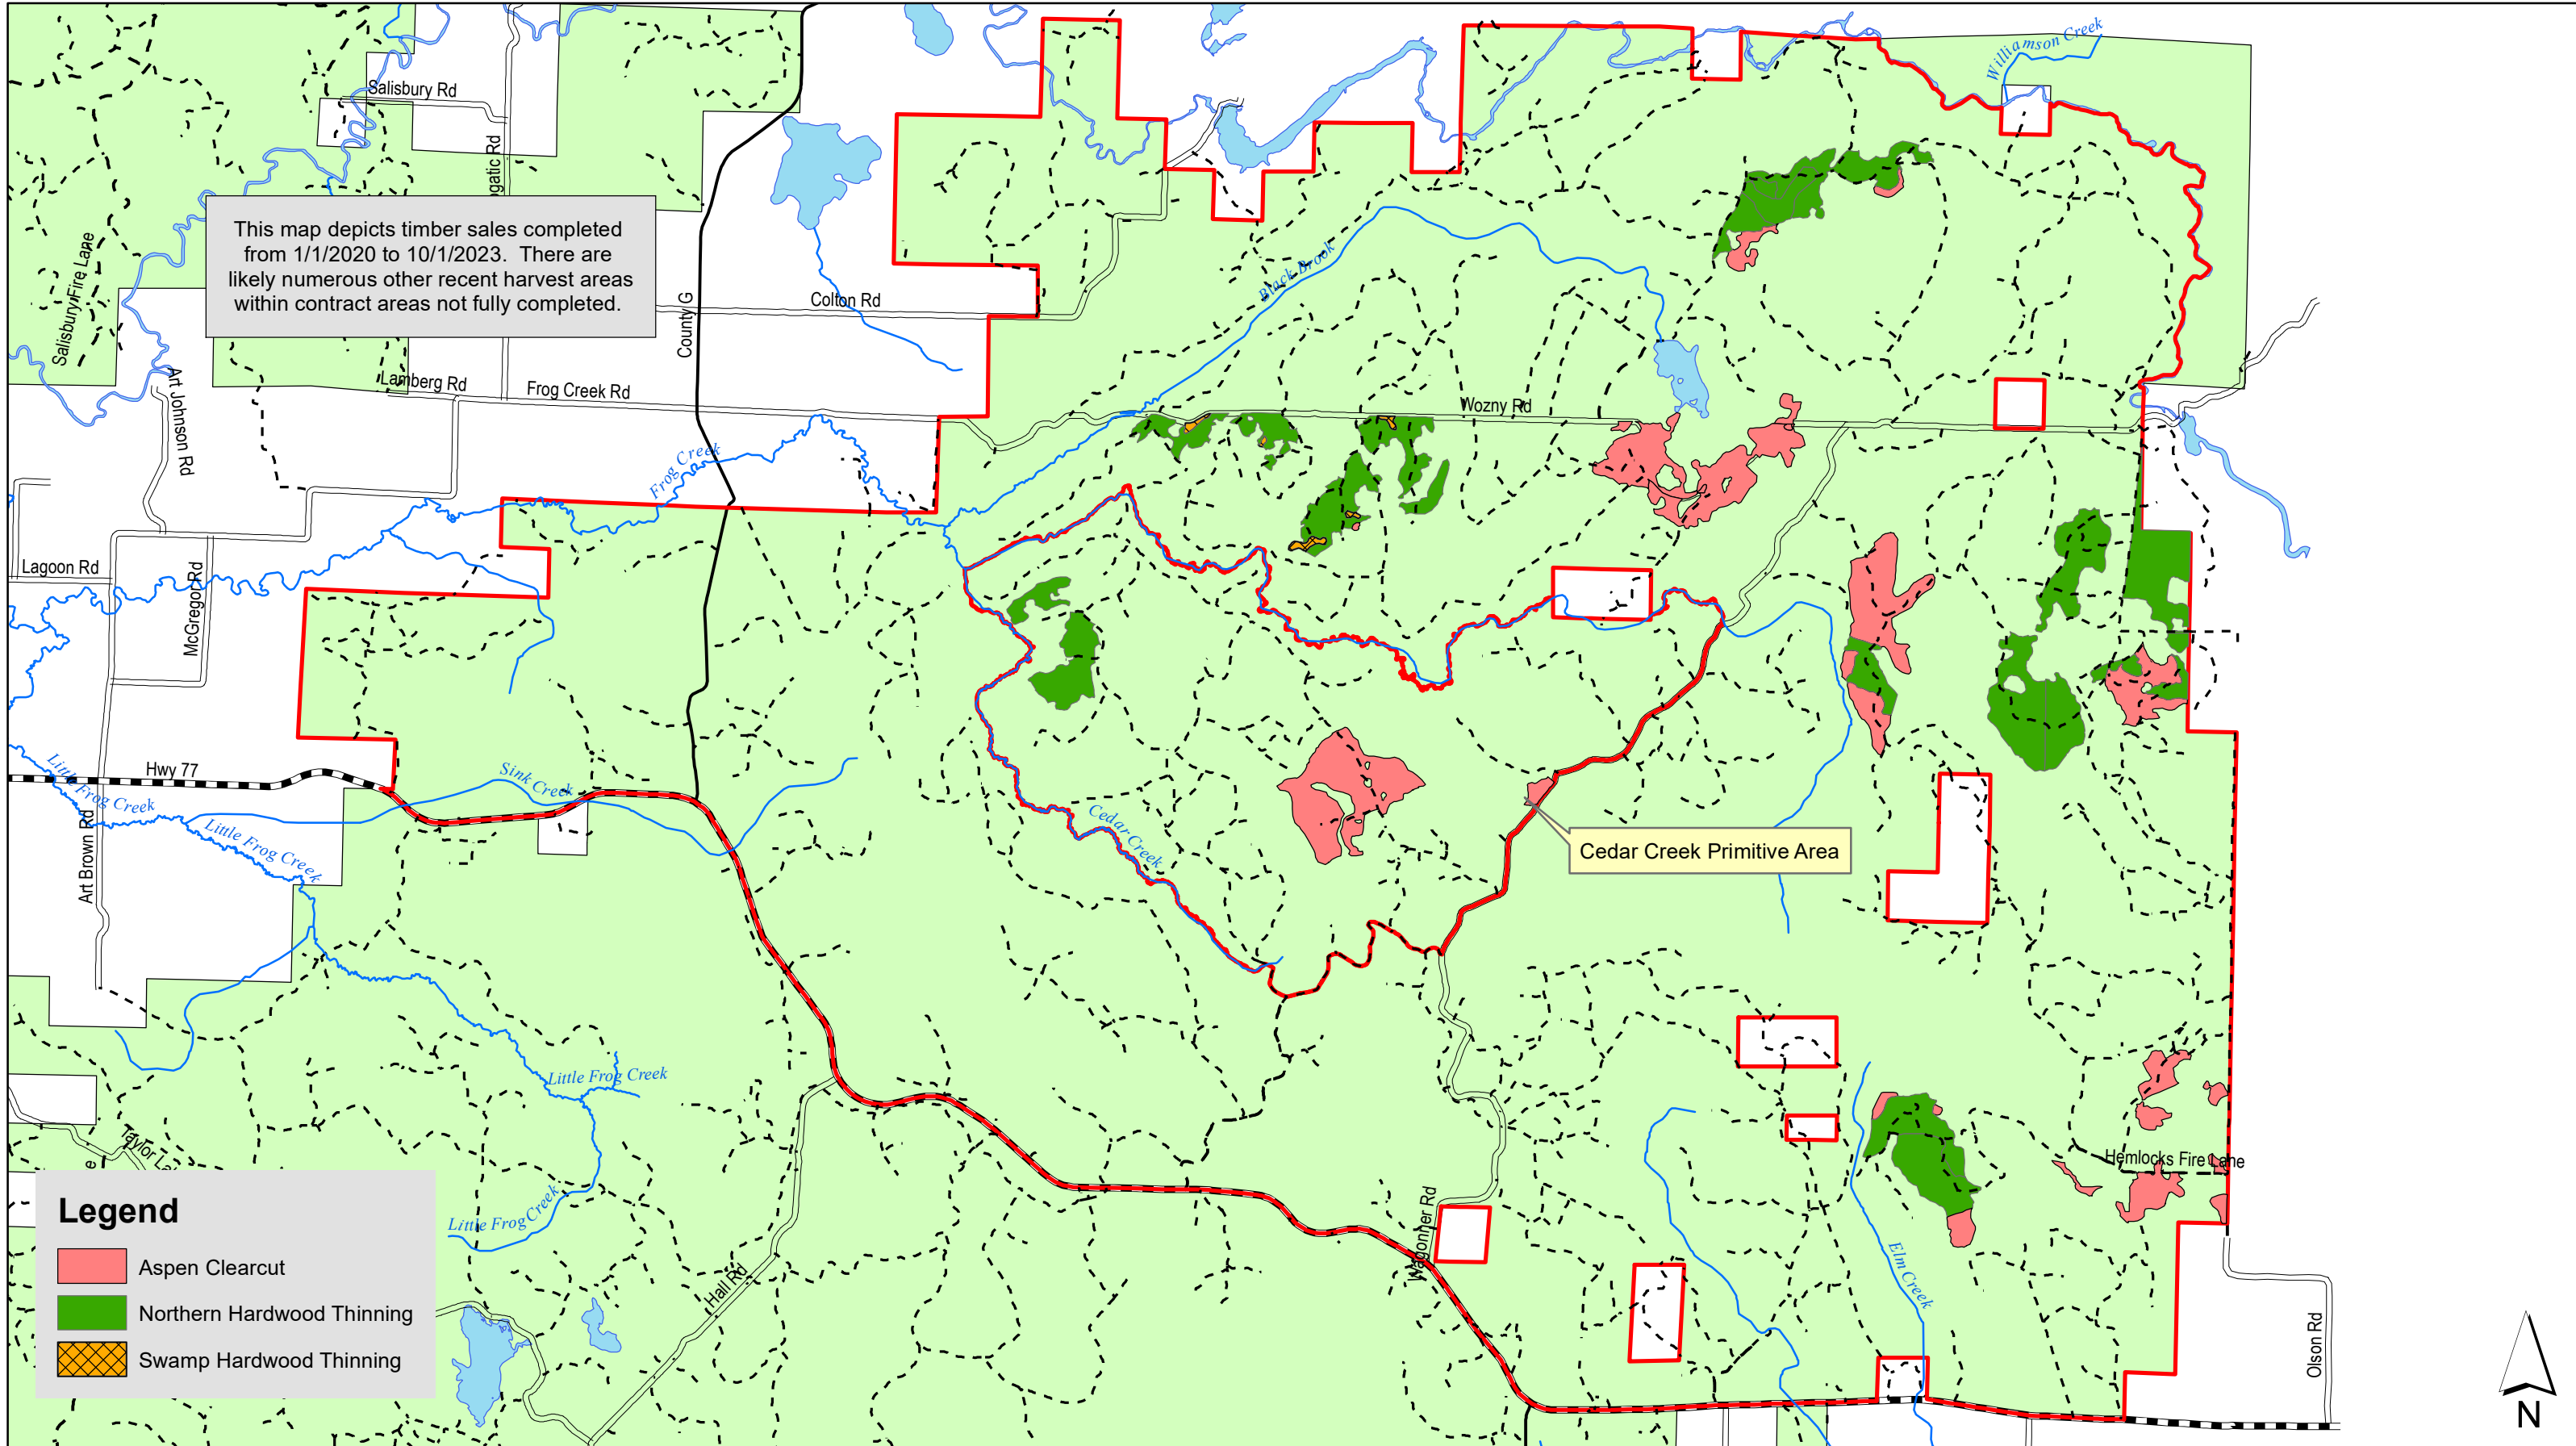 Williamson Creek
Salisbury Rd
ogatic Rd
This map depicts timber sales completed
from 1/1/2020 to 10/1/2023.  There are
likely numerous other recent harvest areas
within contract areas not fully completed.
Salisbury Fire Lane
Black Brook
Colton Rd
County G
Lamberg Rd
Frog Creek Rd
Art Johnson Rd
Wozny Rd
Frog Creek
Lagoon Rd
McGregor Rd
Hwy 77
Sink Creek
Little Frog Creek
Little Frog Creek
Art Brown Rd
Cedar Creek
Cedar Creek Primitive Area
Little Frog Creek
Taylor La
e
Hemlocks Fire Lane
Little Frog Creek
Wagonner Rd
Elm Creek
Hall Rd
Olson Rd
Legend
Aspen Clearcut
Northern Hardwood Thinning
Swamp Hardwood Thinning
N